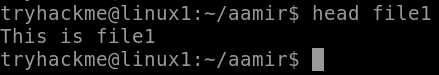 tryhackme@linux1:~/aamir$ head file1
This is file1
tryhackme@linux1:~/aamir$